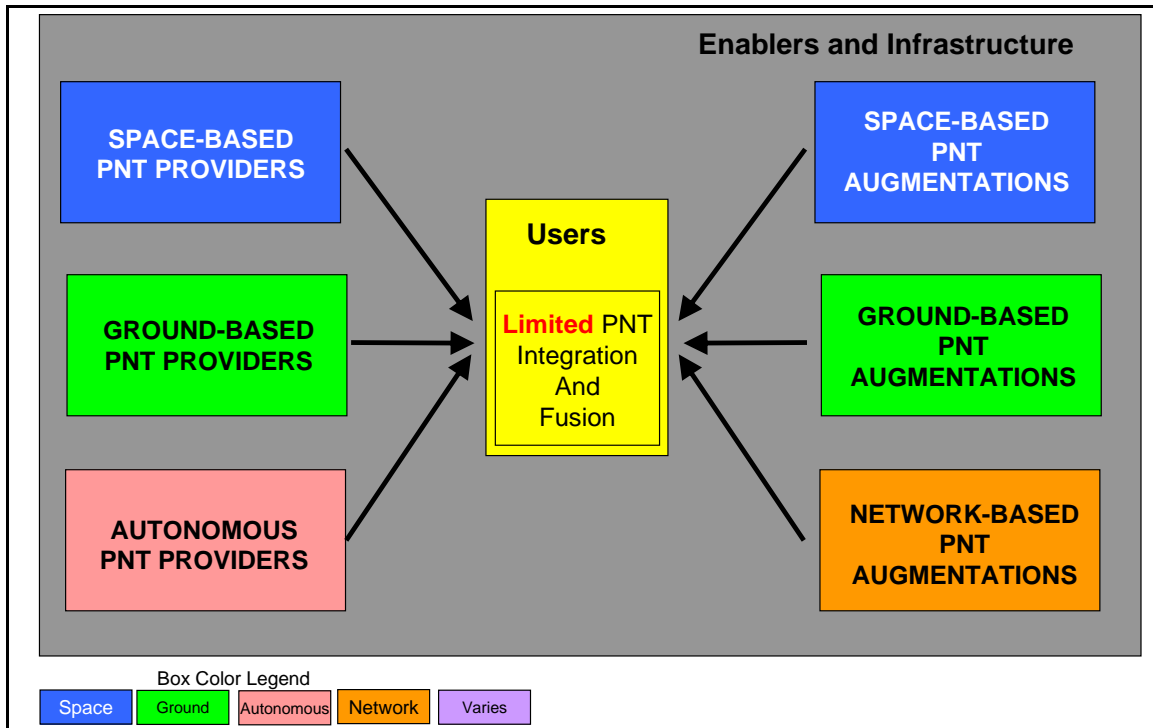 Enablers and Infrastructure
SPACE-BASED
PNT PROVIDERS
GROUND-BASED
PNT PROVIDERS
AUTONOMOUS
PNT PROVIDERS
Users
Limited PNT
Integration
And
Fusion
SPACE-BASED
PNT
AUGMENTATIONS
GROUND-BASED
PNT
AUGMENTATIONS
NETWORK-BASED
PNT
AUGMENTATIONS
Box Color Legend
Space
Ground
Autonomous
Network
Varies